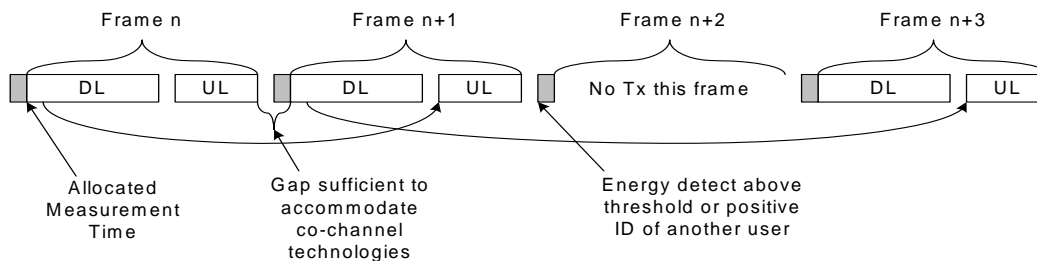 Frame n
Frame n+1
Frame n+2
Frame n+3
DL
UL
DL
UL
No Tx this frame
DL
UL
Allocated
Measurement
Time
Gap sufficient to
accommodate
co-channel
technologies
Energy detect above
threshold or positive
ID of another user